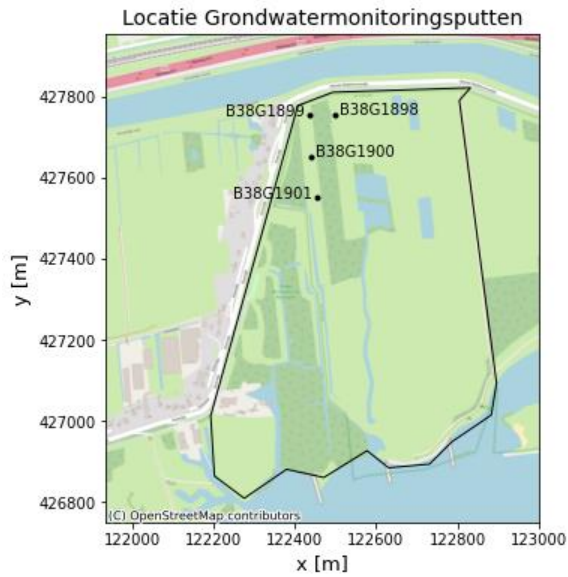 Locatie Grondwatermonitoringsputten
427800
427600
427400
427200
427000
426800
y [m]
B38G1899
B38G1898
B38G1900
B38G1901
(C) OpenStreetMap contributors
122000
122200
122400
122600
122800
123000
x [m]